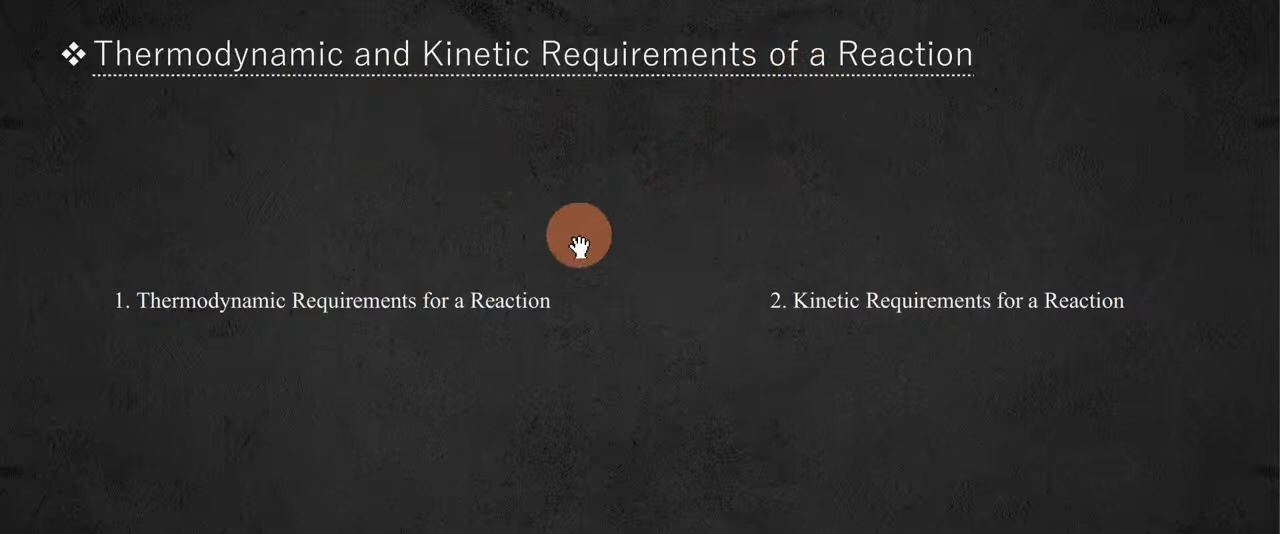 ❖ Thermodynamic and Kinetic Requirements of a Reaction
1. Thermodynamic Requirements for a Reaction
2. Kinetic Requirements for a Reaction